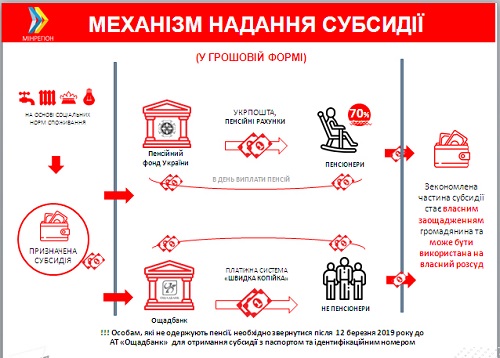 МЕХАНІЗМ НАДАННЯ СУБСИДІЇ
МІНРЕГІОН
(У ГРОШОВІЙ ФОРМІ)
НА ОСНОВІ СОЦІАЛЬНИХ
НОРМ СПОЖИВАННЯ
ПРИЗНАЧЕНА
СУБСИДІЯ
Пенсійний
фонд України
УКРПОШТА,
ПЕНСІЙНІ РАХУНКИ
70%
ПЕНСІОНЕРИ
В ДЕНЬ ВИПЛАТИ ПЕНСІЙ
ОЩАДБАНК
Ощадбанк
ПЛАТІЖНА СИСТЕМА
«ШВИДКА КОПІЙКА»
НЕ ПЕНСІОНЕРИ
Зекономлена
частина субсидії
стає власним
заощадженням
громадянина та
може бути
використана на
власний розсуд
!!! Особам, які не одержують пенсії, необхідно звернутися після 12 березня 2019 року до
АТ «Ощадбанк» для отримання субсидії з паспортом та ідентифікаційним номером